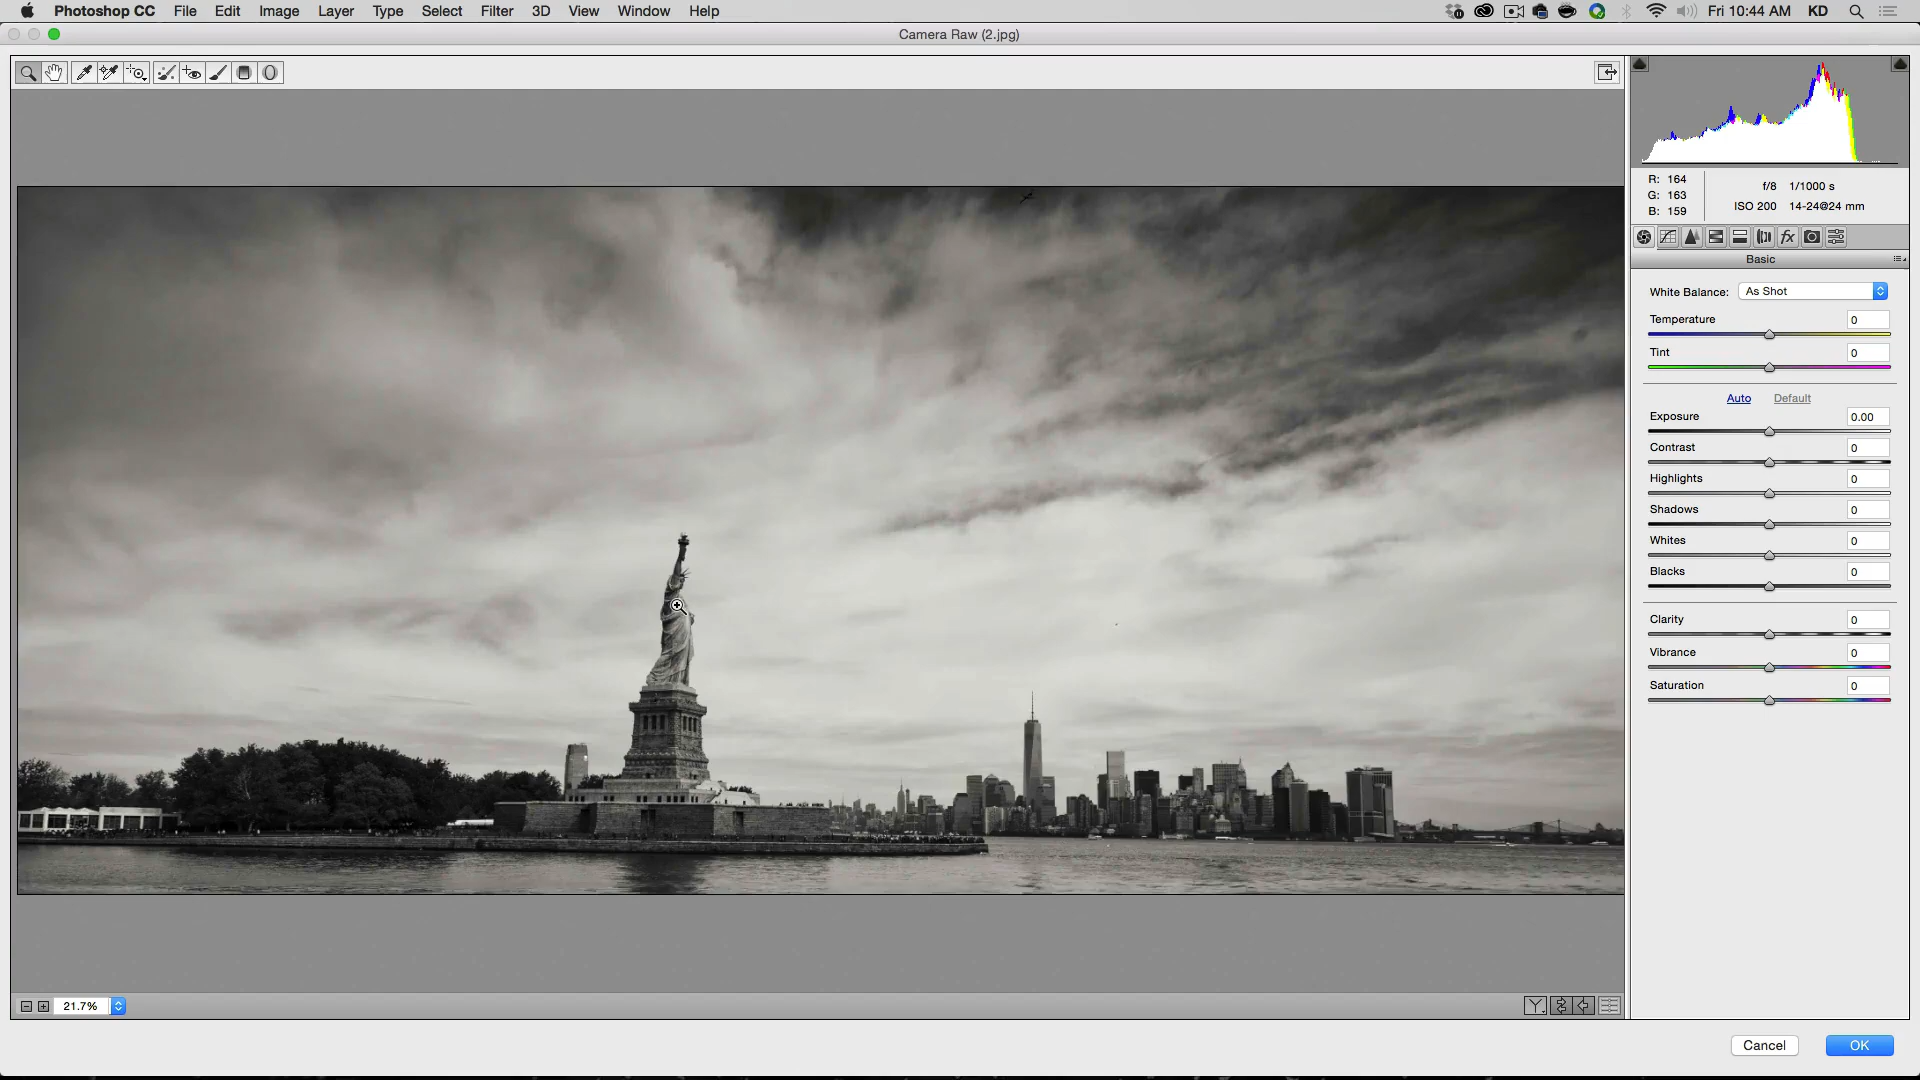 Photoshop CC File Edit Image Layer Type Select Filter 3D View Window Help Fri 10:44 AM KD
Camera Raw (2.jpg)
R: 164
G: 163
B: 159
f/8 1/1000 s
ISO 200 14-24@24 mm
fx
Basic
White Balance: As Shot
Temperature 0
Tint 0
Auto Default
Exposure 0.00
Contrast 0
Highlights 0
Shadows 0
Whites 0
Blacks 0
Clarity 0
Vibrance 0
Saturation 0
21.7%
Y
Cancel OK